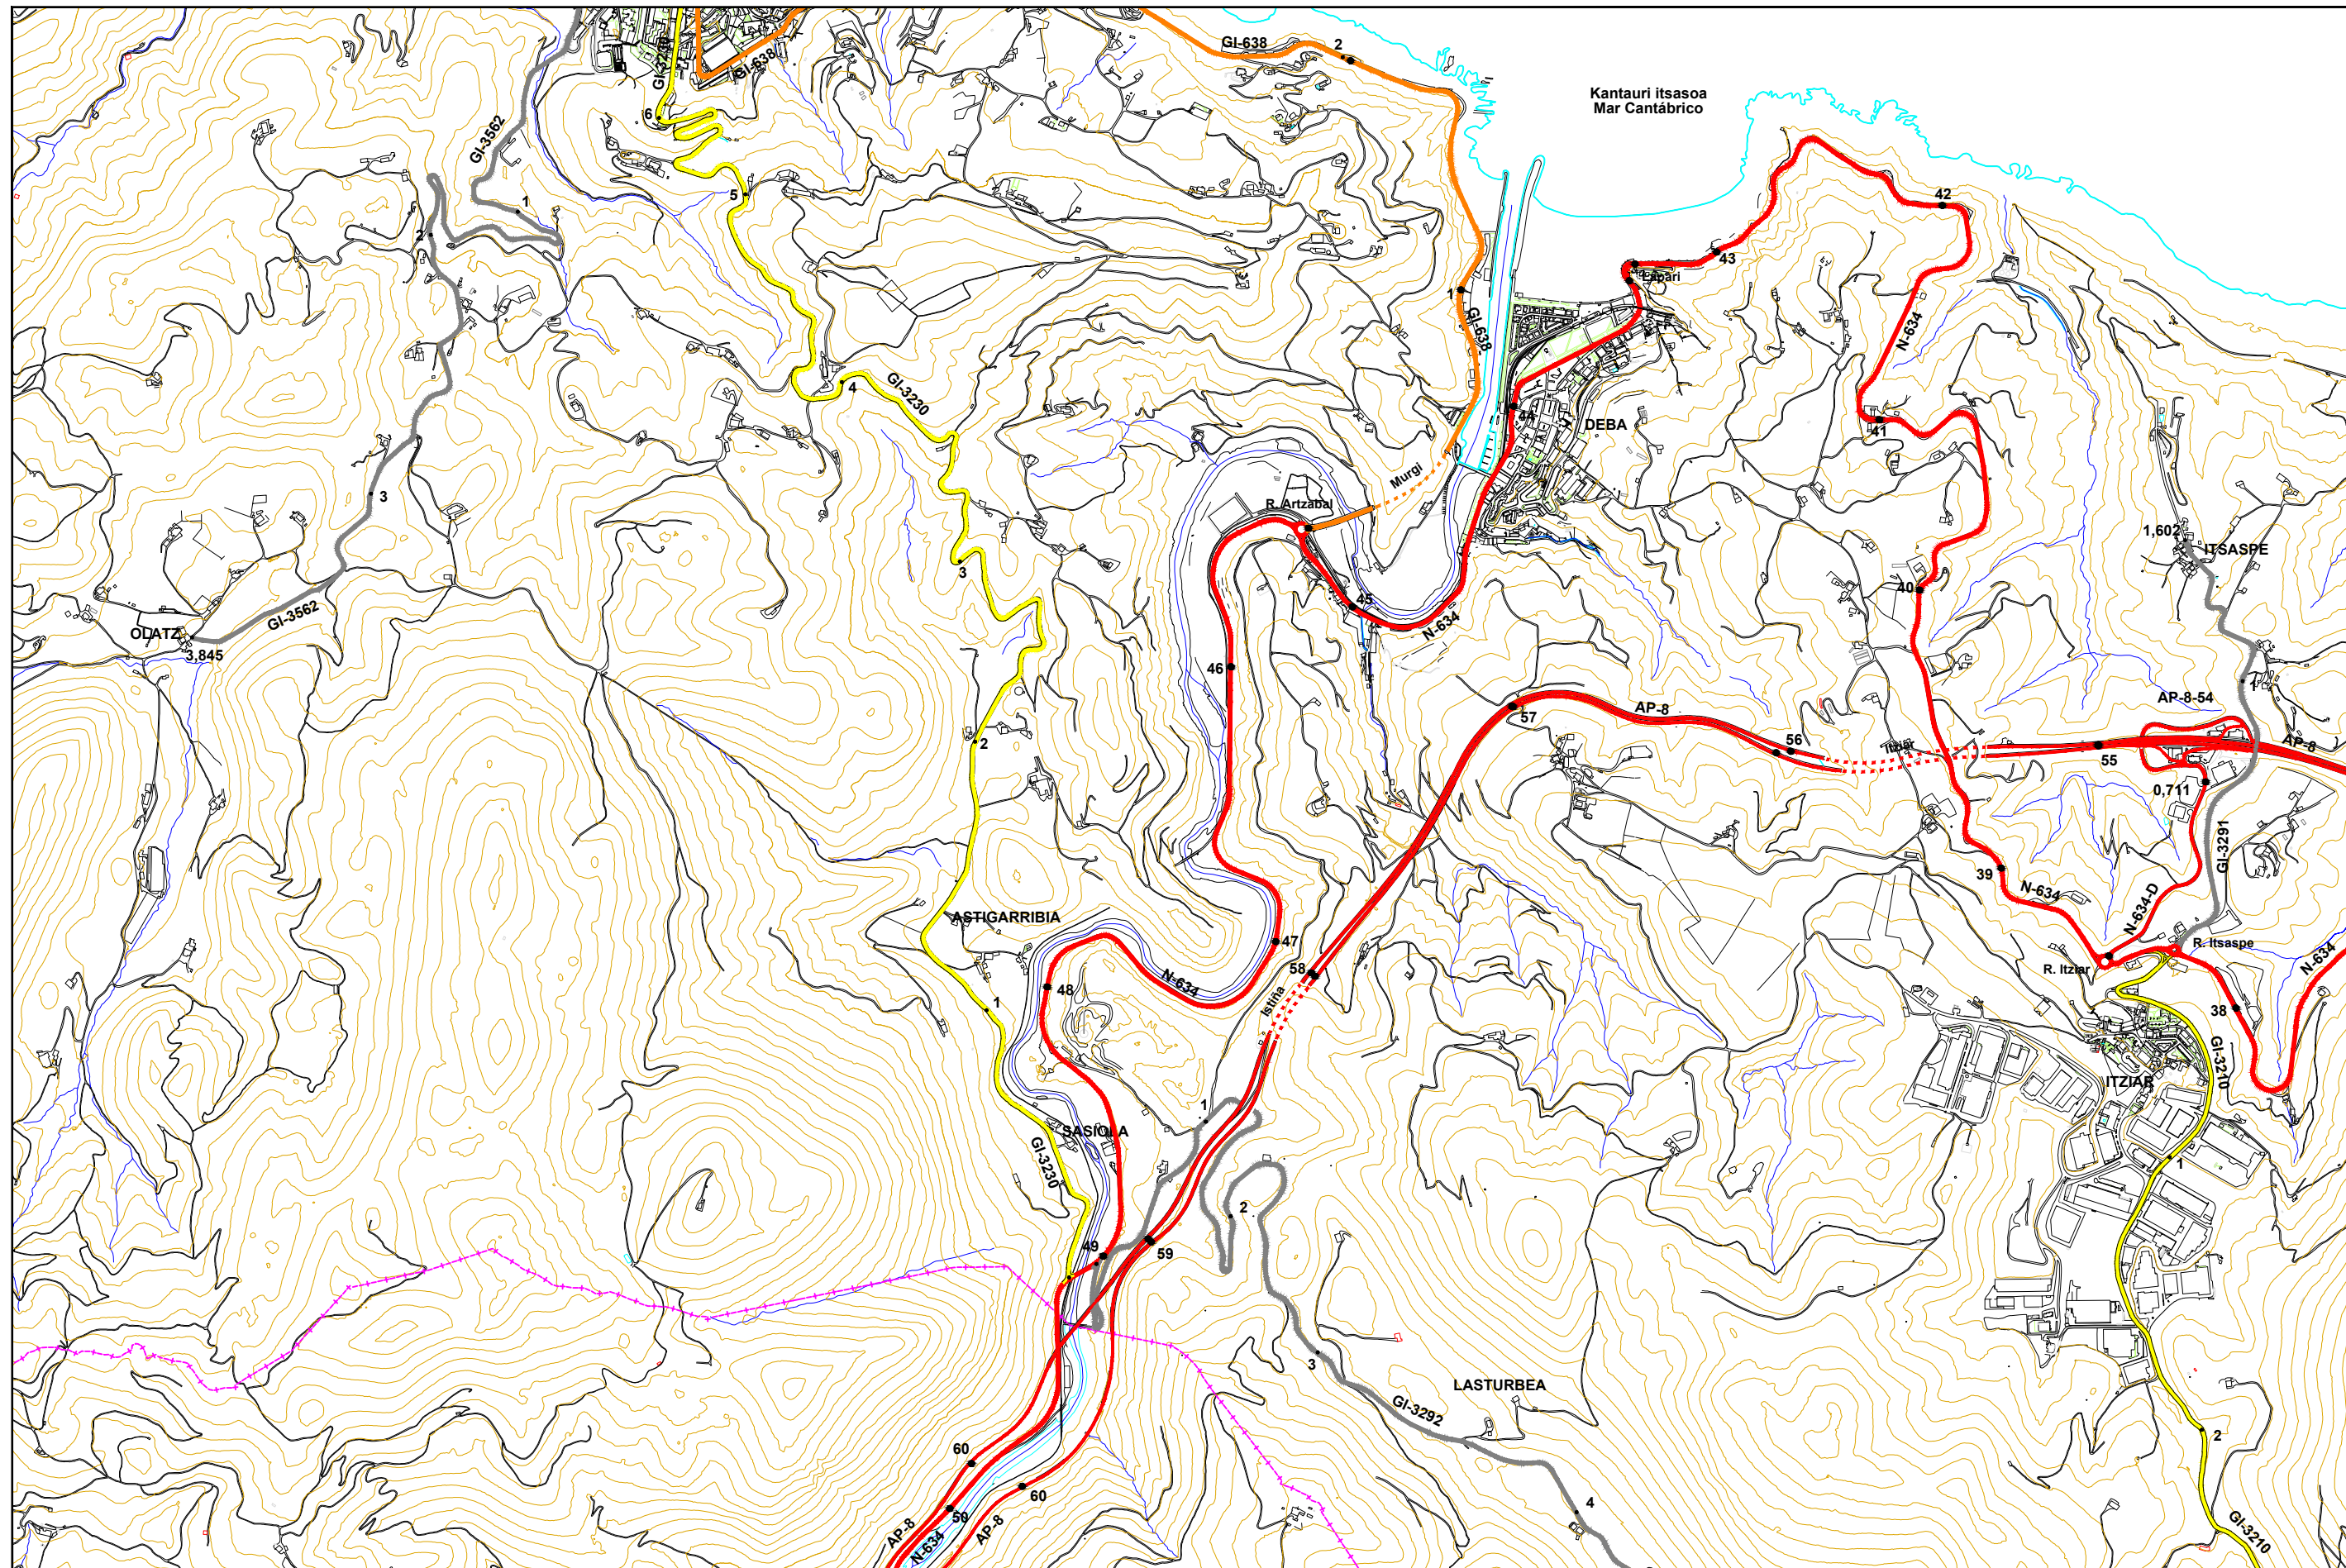 GI-3230
GI-638
GI-638
2
Kantauri itsasoa
Mar Cantábrico
6
GI-3562
1
5
2
42
43
Lapari
1
GI-638
N-634
4
GI-3230
44
DEBA
41
3
Murgi
R. Artzabal
1,602
ITSASPE
3
45
40
GI-3562
OLATZ
3,845
N-634
46
1
AP-8-54
57
AP-8
56
Itziar
55
AP-8
2
0,711
GI-3291
39
N-634
N-634-D
ASTIGARRIBIA
47
R. Itsaspe
R. Itziar
N-634
58
48
N-634
Istiña
1
38
GI-3210
ITZIAR
1
SASIOLA
GI-3230
1
2
49
59
3
LASTURBEA
GI-3292
2
60
60
50
4
AP-8
N-634
AP-8
GI-3210